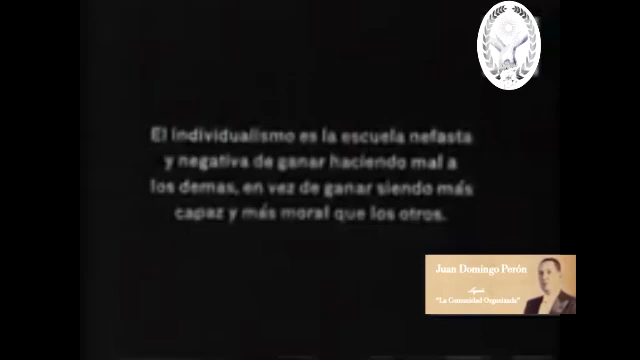 El individualismo es la escuela nefasta
y negativa de ganar haciendo mal a
los demas, en vez de ganar siendo más
capaz y más moral que los otros.
Juan Domingo Perón
"La Comunidad Organizada"